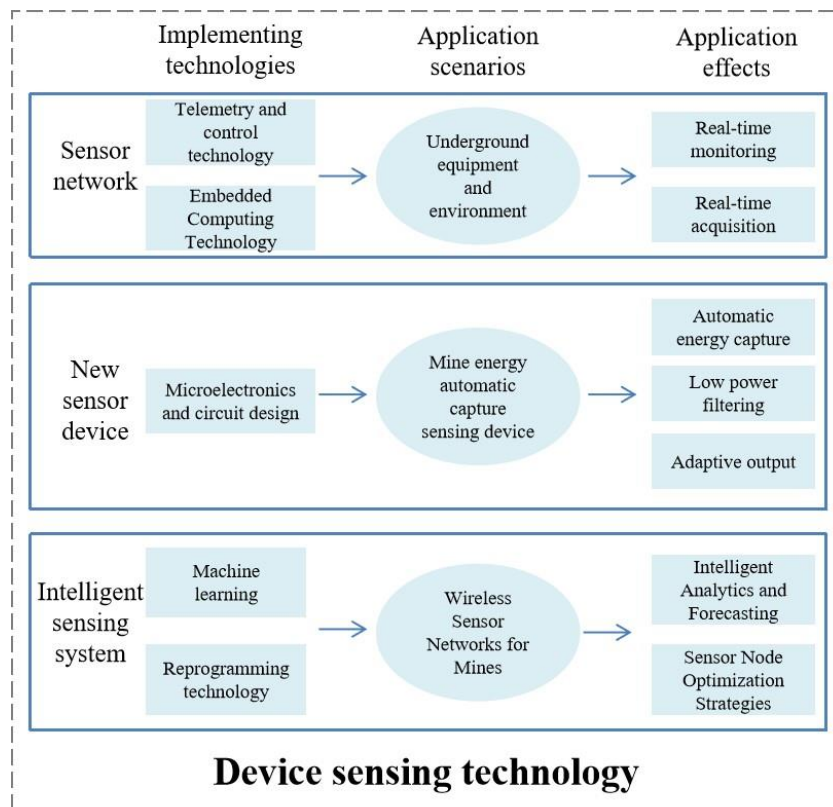 Implementing
technologies
Application
scenarios
Application
effects
Sensor
network
Telemetry and
control
technology
Embedded
Computing
Technology
Underground
equipment
and
environment
Real-time
monitoring
Real-time
acquisition
New
sensor
device
Microelectronics
and circuit design
Mine energy
automatic
capture
sensing device
Automatic
energy capture
Low power
filtering
Adaptive output
Intelligent
sensing
system
Machine
learning
Reprogramming
technology
Wireless
Sensor
Networks for
Mines
Intelligent
Analytics and
Forecasting
Sensor Node
Optimization
Strategies
Device sensing technology